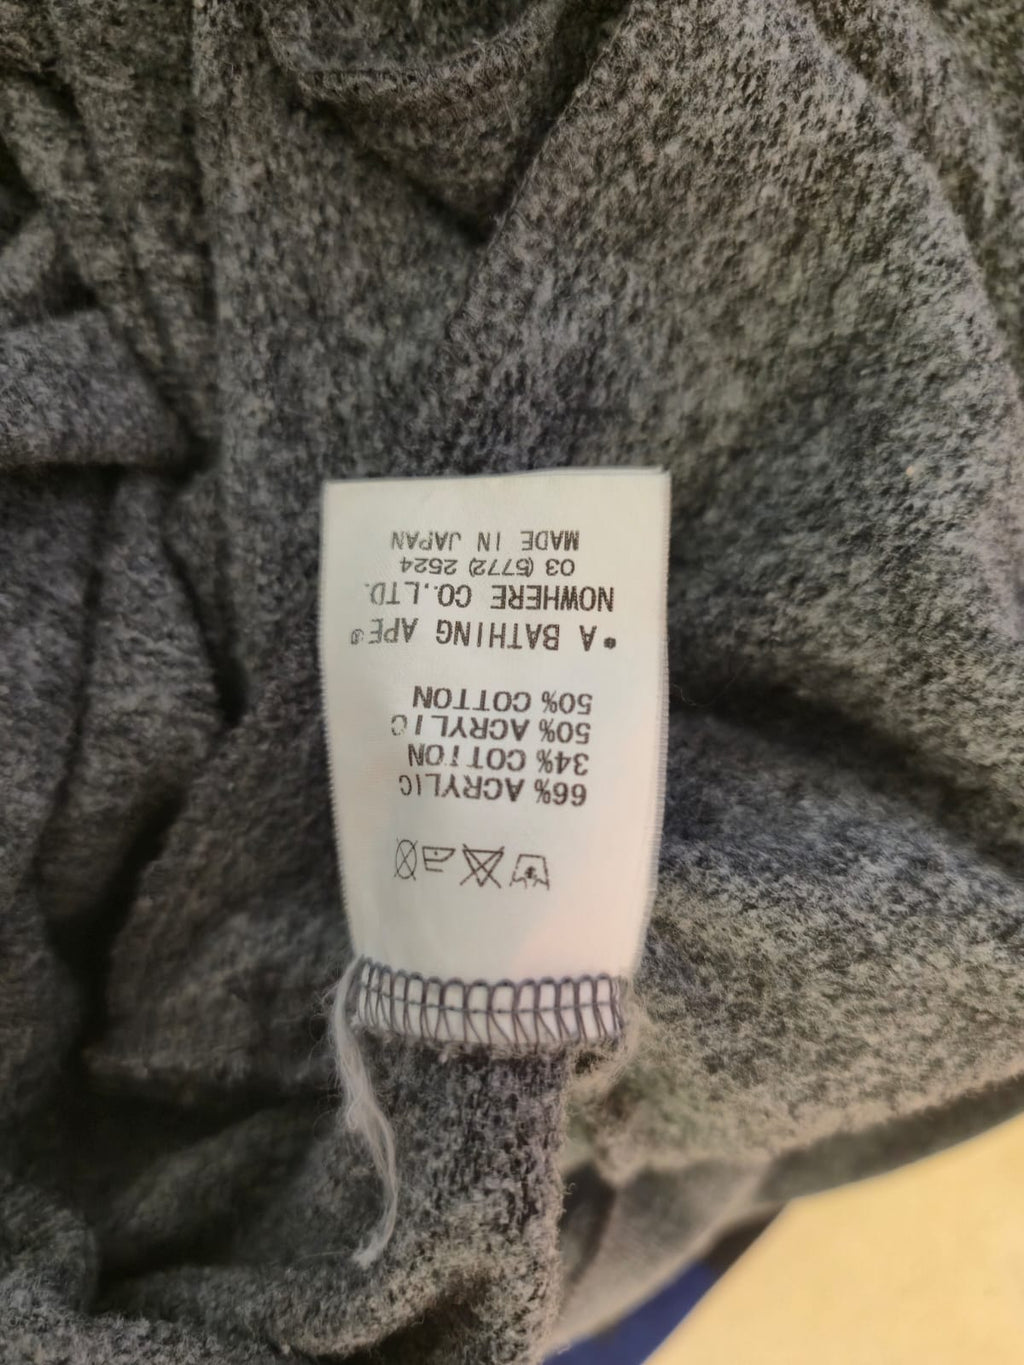 66% ACRYLIC
34% COTTON
50% ACRYLIC
50% COTTON
•A BATHING APE®
NOWHERE CO.,LTD.
03 (5772) 2524
MADE IN JAPAN